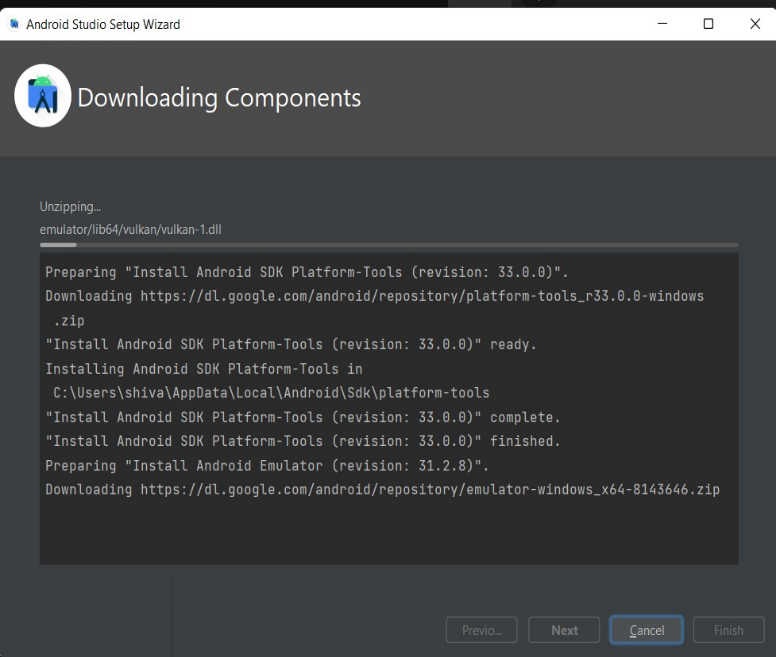 Android Studio Setup Wizard
Downloading Components
Unzipping...
emulator/lib64/vulkan/vulkan-1.dll
Preparing "Install Android SDK Platform-Tools (revision: 33.0.0)".
Downloading https://dl.google.com/android/repository/platform-tools_r33.0.0-windows
.zip
"Install Android SDK Platform-Tools (revision: 33.0.0)" ready.
Installing Android SDK Platform-Tools in
C:\Users\shiva\AppData\Local\Android\Sdk\platform-tools
"Install Android SDK Platform-Tools (revision: 33.0.0)" complete.
"Install Android SDK Platform-Tools (revision: 33.0.0)" finished.
Preparing "Install Android Emulator (revision: 31.2.8)".
Downloading https://dl.google.com/android/repository/emulator-windows_x64-8143646.zip
Previo... Next Cancel Finish